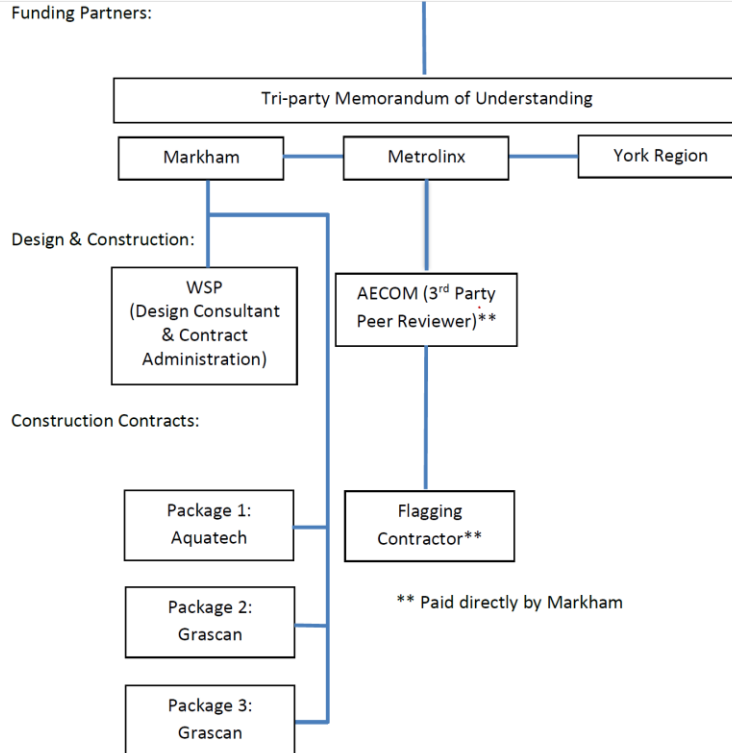 Funding Partners:
Tri-party Memorandum of Understanding
Markham
Metrolinx
York Region
Design & Construction:
WSP
(Design Consultant
& Contract
Administration)
AECOM (3rd Party
Peer Reviewer)**
Construction Contracts:
Package 1:
Aquatech
Flagging
Contractor**
Package 2:
Grascan
** Paid directly by Markham
Package 3:
Grascan